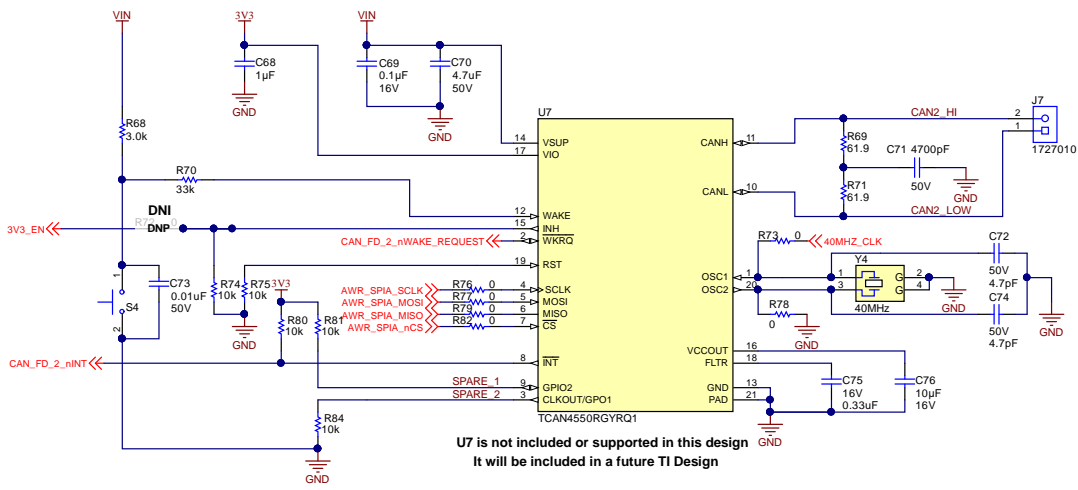 VIN
3V3
VIN
C68
1µF
GND
C69
0.1µF
16V
C70
4.7uF
50V
GND
R68
3.0k
R70
33k
3V3_EN
DNI
R72 0
DNP
C73
0.01uF
50V
S4
1
2
R74
10k
R75
10k
GND
3V3
R80
10k
R81
10k
CAN_FD_2_nWAKE_REQUEST
AWR_SPIA_SCLK
R76 0
AWR_SPIA_MOSI
R77 0
AWR_SPIA_MISO
R79 0
AWR_SPIA_nCS
R82 0
CAN_FD_2_nINT
SPARE_1
SPARE_2
R84
10k
GND
U7
14 VSUP
17 VIO
12 WAKE
15 INH
2 WKRQ
19 RST
4 SCLK
5 MOSI
6 MISO
7 CS
8 INT
9 GPIO2
3 CLKOUT/GPO1
CANH 11
CANL 10
OSC1 1
OSC2 20
VCCOUT 16
FLTR 18
GND 13
PAD 21
TCAN4550RGYRQ1
CAN2_HI
J7
2
1
1727010
R69
61.9
C71 4700pF
50V
GND
R71
61.9
CAN2_LOW
R73 0
40MHZ_CLK
Y4
1 G 2
3 G 4
40MHz
GND
C72
50V
4.7pF
C74
50V
4.7pF
GND
R78
0
GND
C75
16V
0.33uF
C76
10µF
16V
GND
U7 is not included or supported in this design
It will be included in a future TI Design